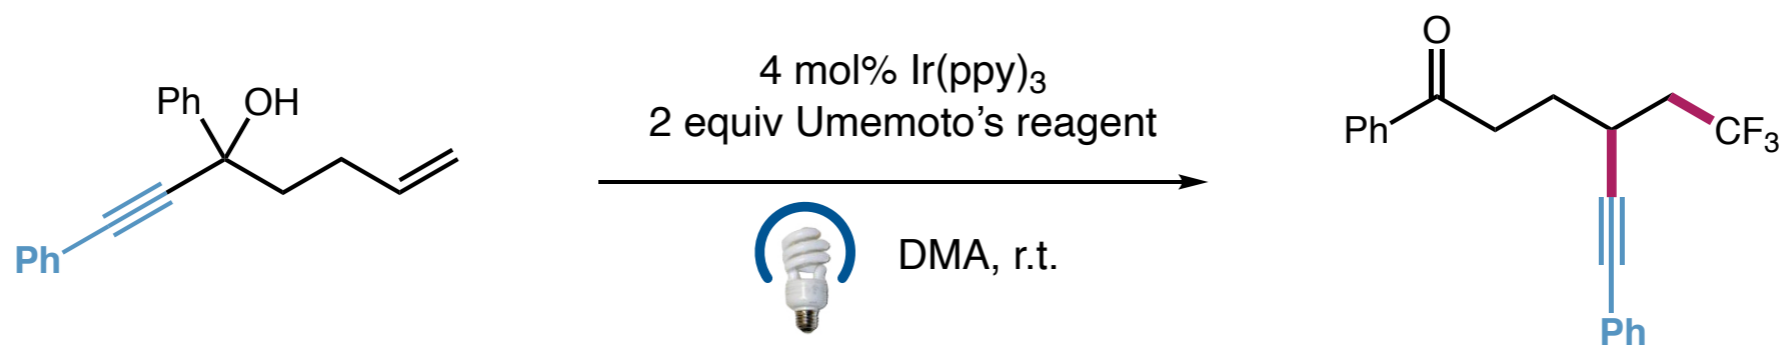 Ph OH
Ph
4 mol% Ir(ppy)₃
2 equiv Umemoto's reagent
DMA, r.t.
O
Ph
CF₃
Ph